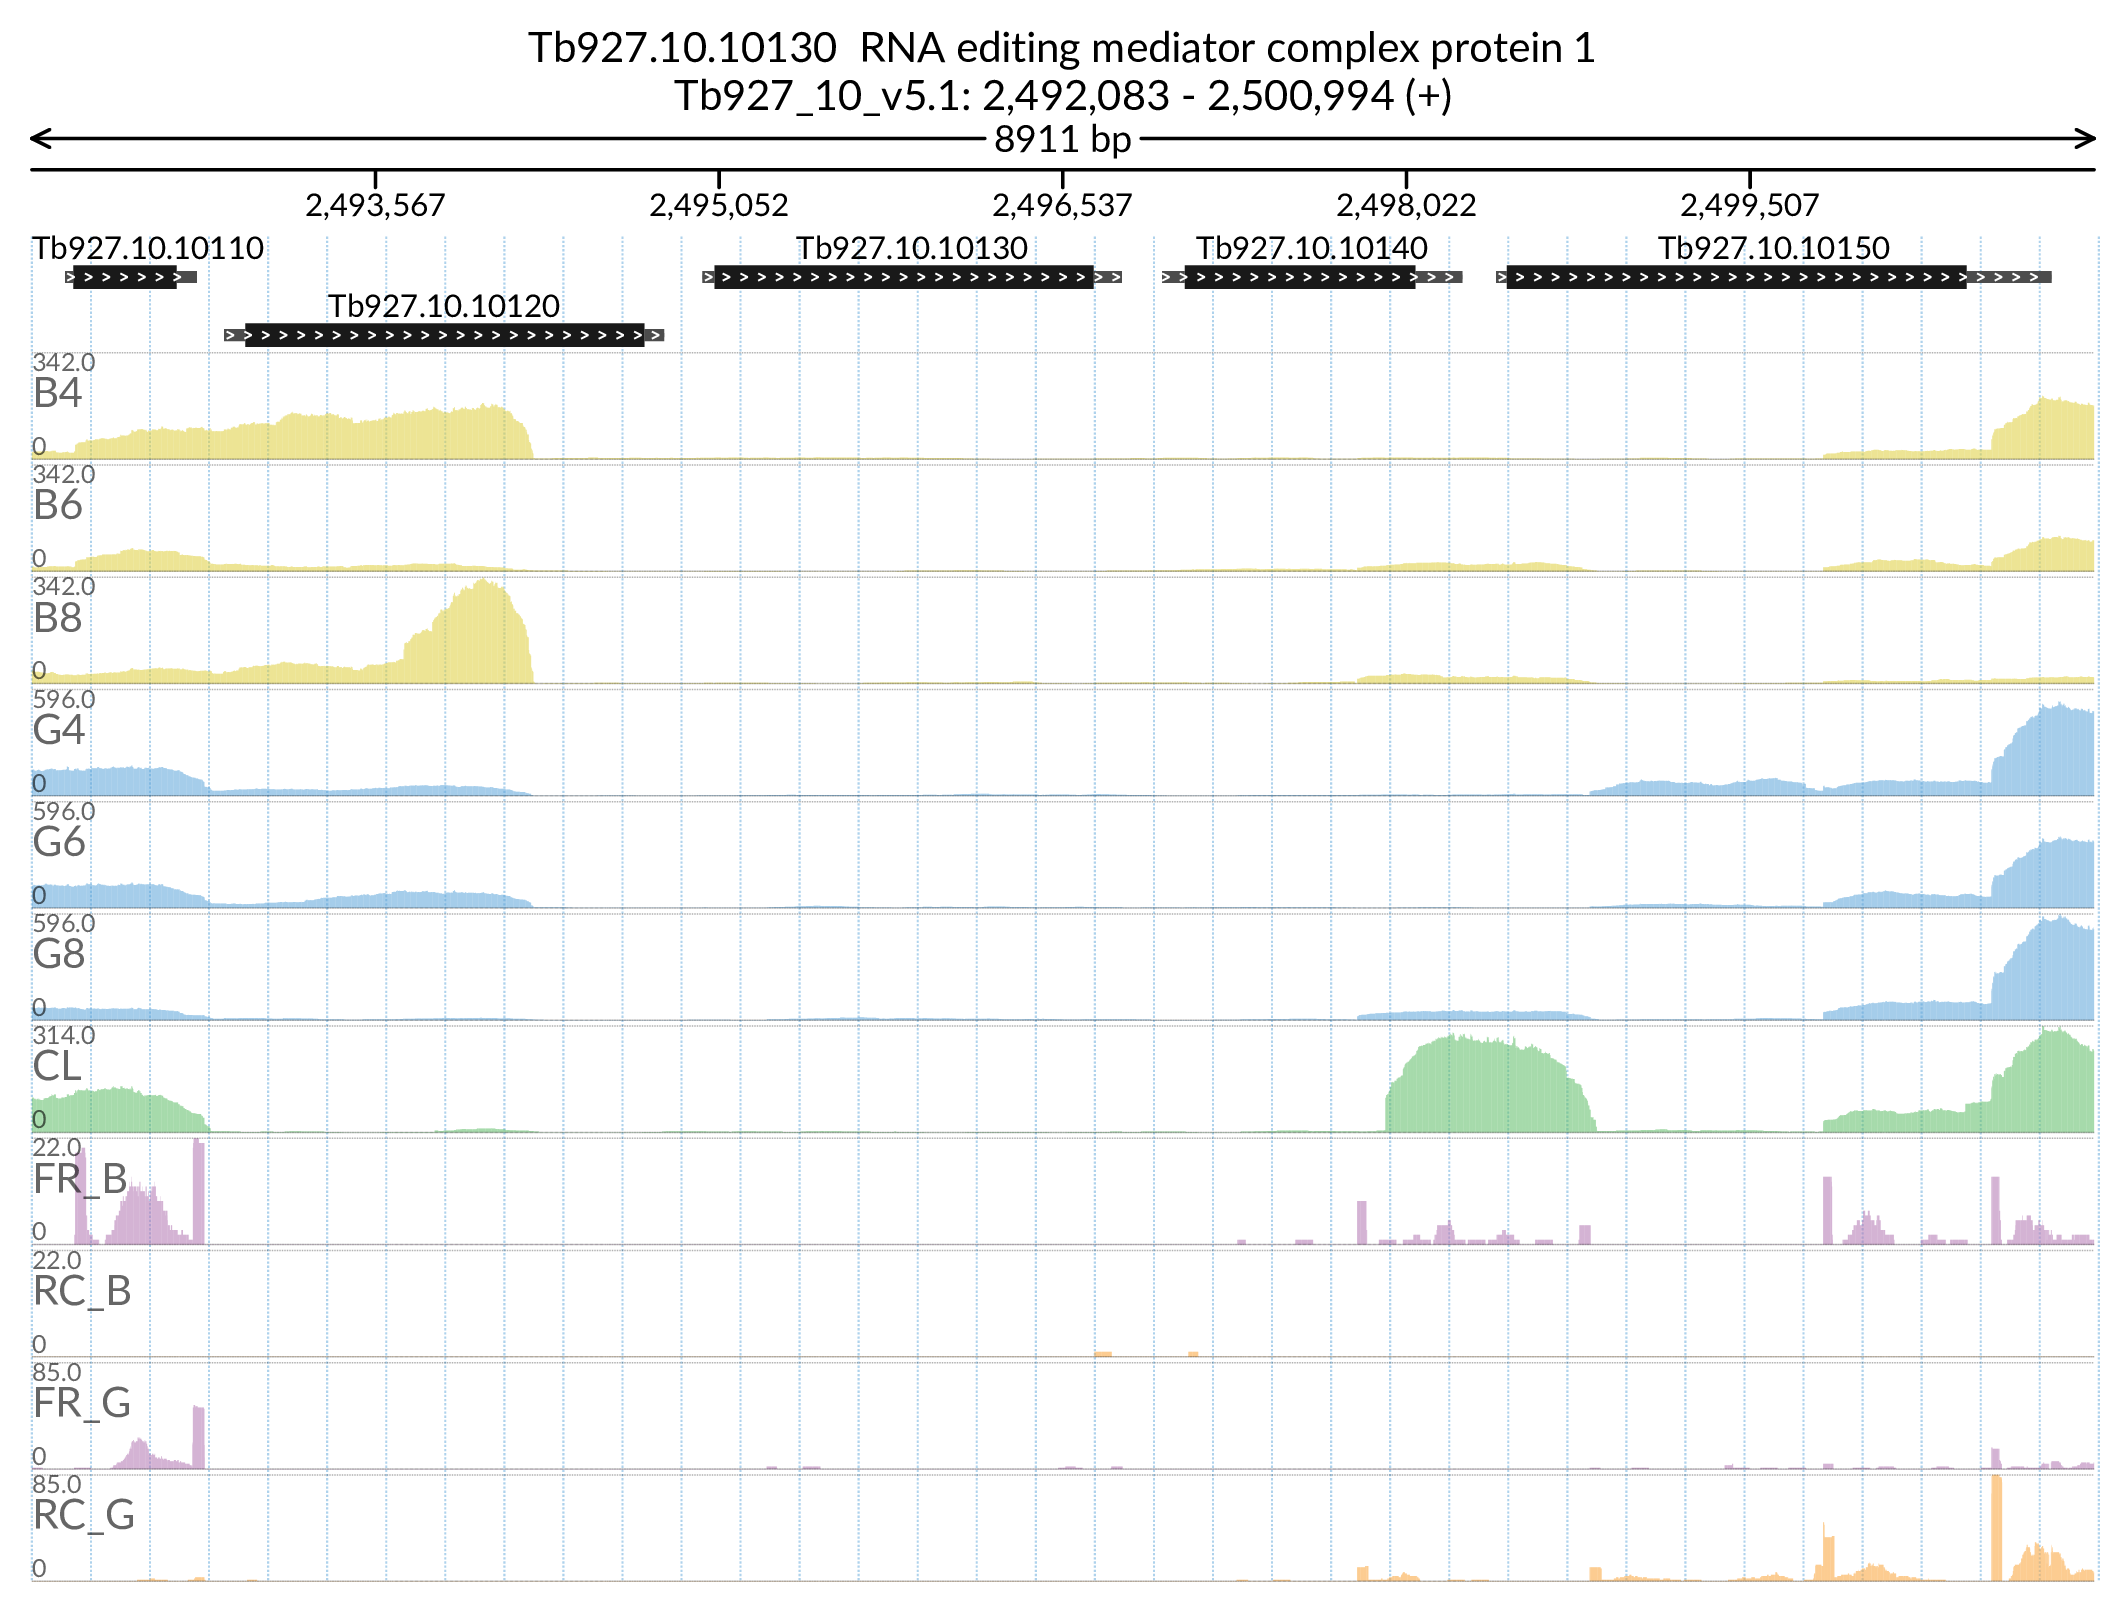 Tb927.10.10130  RNA editing mediator complex protein 1
Tb927_10_v5.1: 2,492,083 - 2,500,994 (+)
8911 bp
2,493,567 2,495,052 2,496,537 2,498,022 2,499,507
Tb927.10.10110 Tb927.10.10130 Tb927.10.10140 Tb927.10.10150
Tb927.10.10120
342.0
B4
0
342.0
B6
0
342.0
B8
0
596.0
G4
0
596.0
G6
0
596.0
G8
0
314.0
CL
0
22.0
FR_B
0
22.0
RC_B
0
85.0
FR_G
0
85.0
RC_G
0